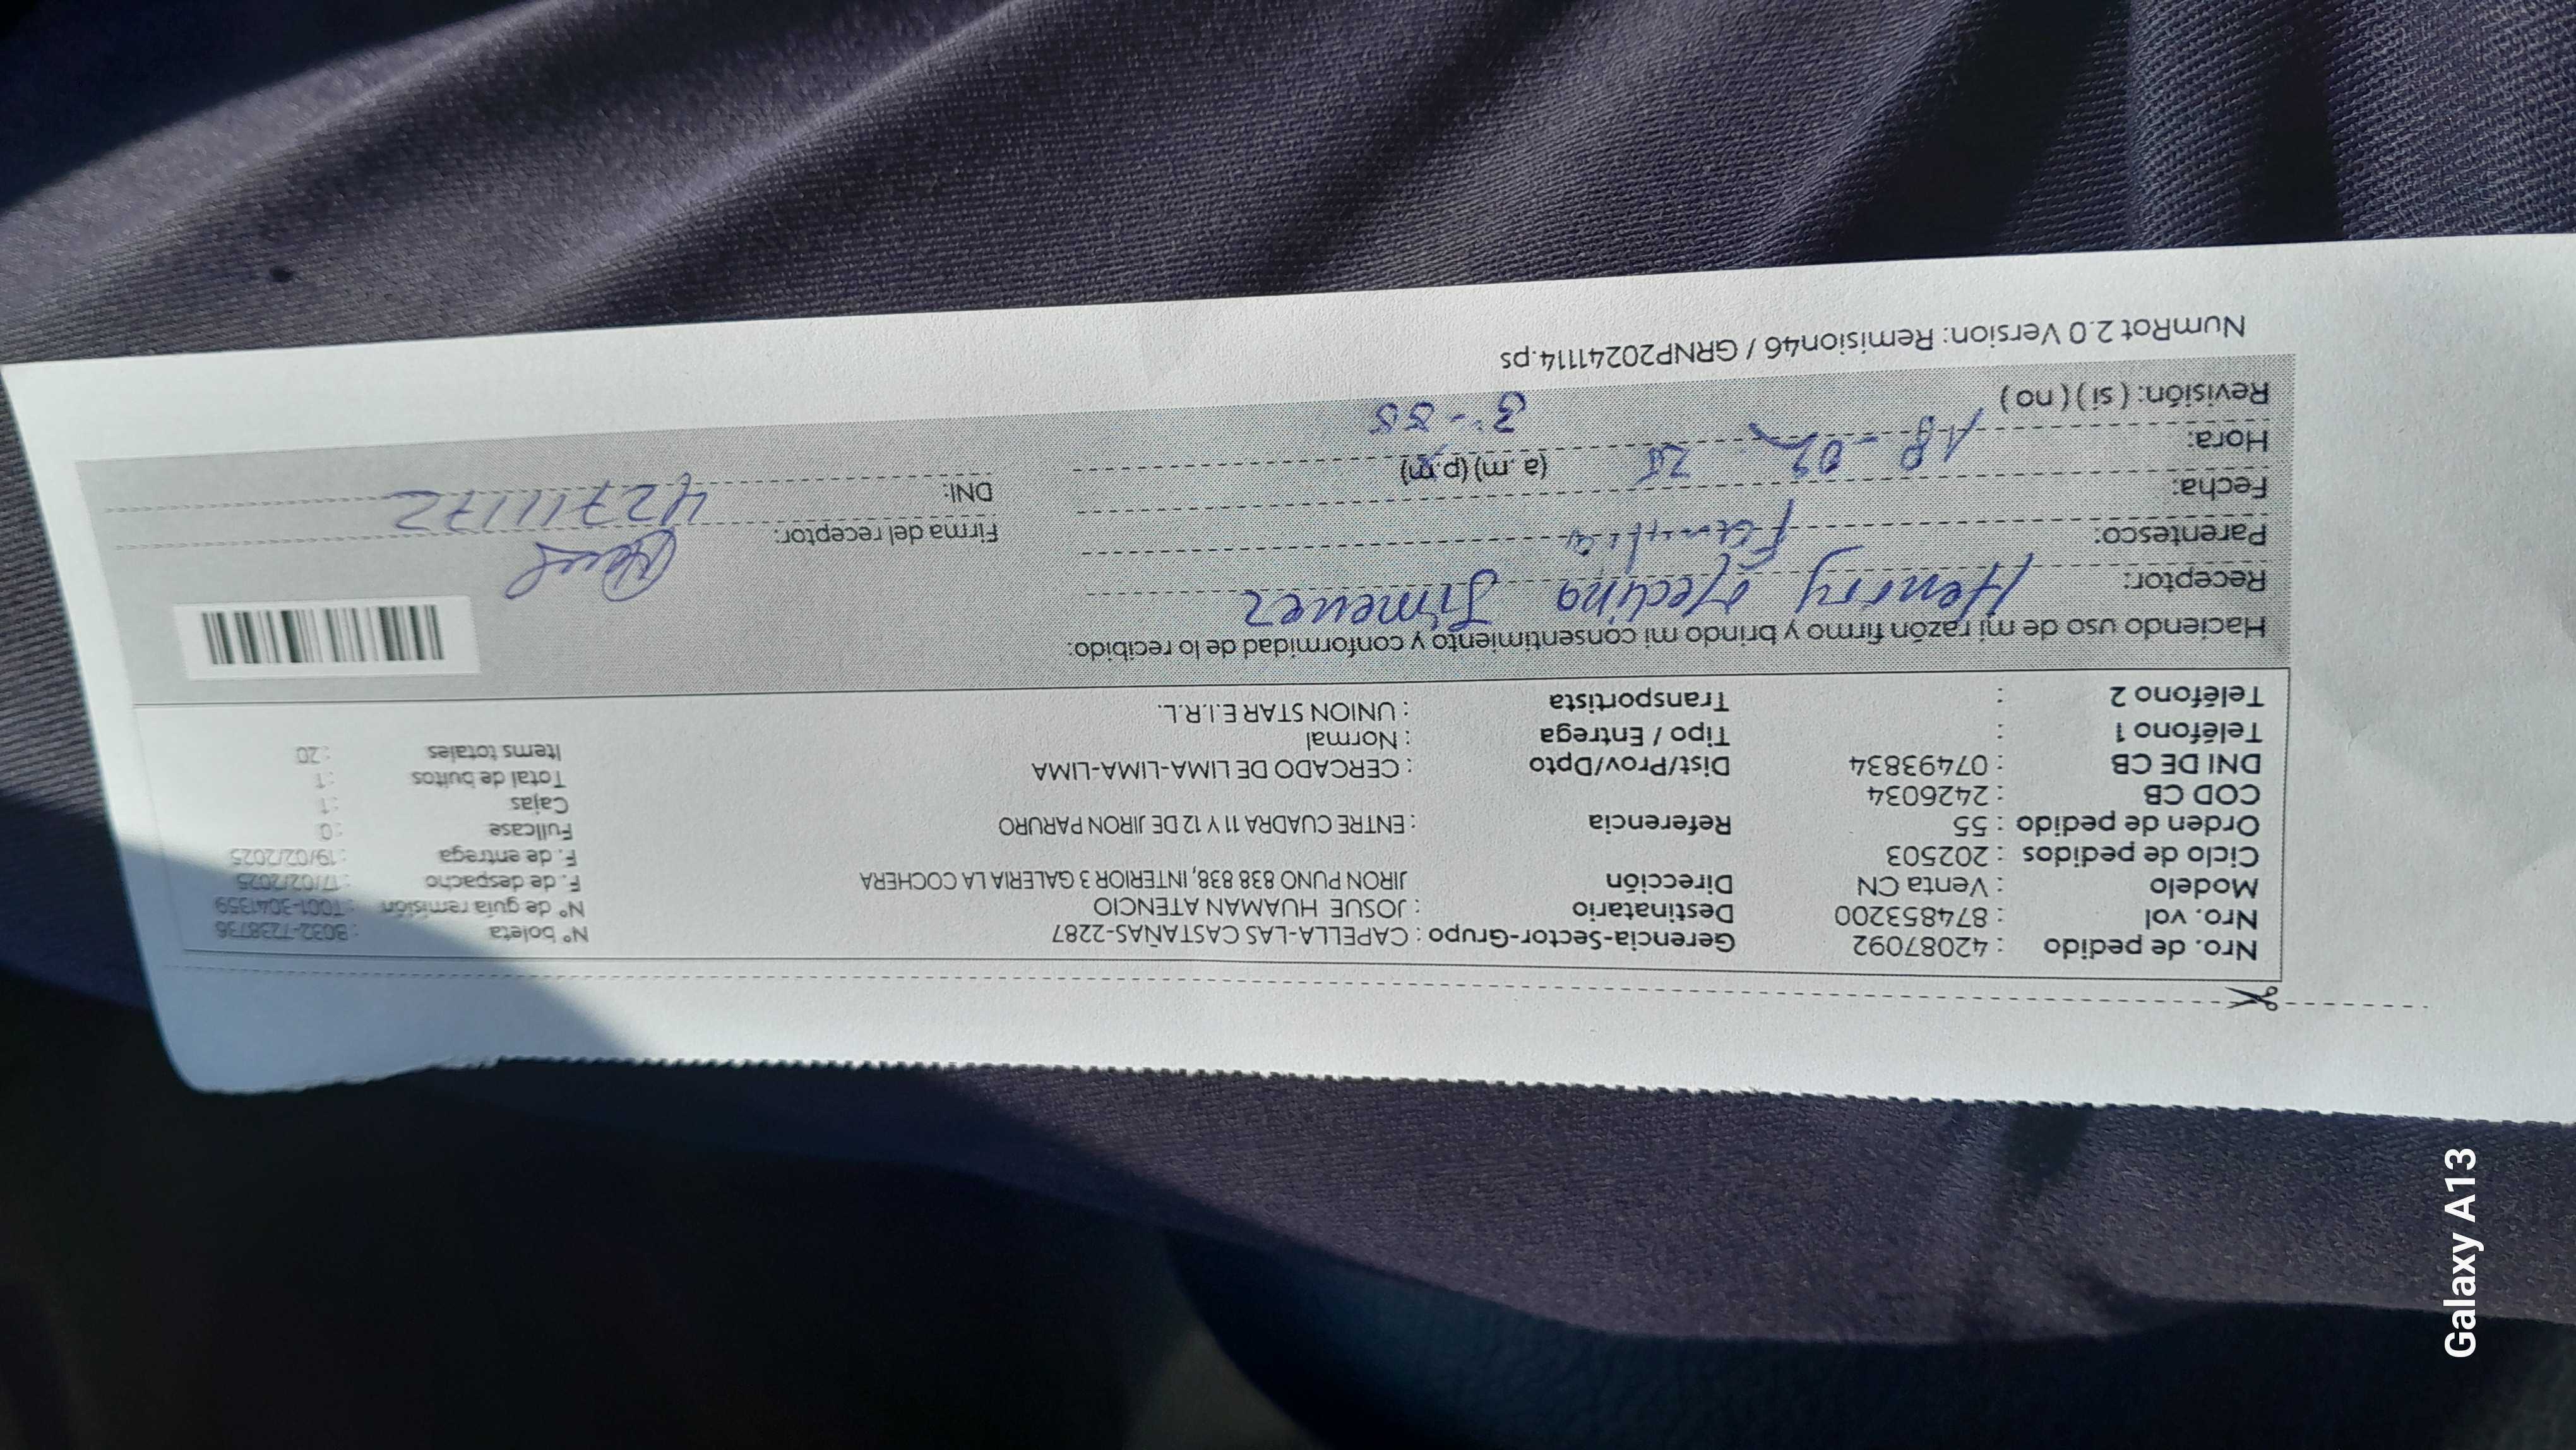 Nro. de pedido : 42087092 Gerencia-Sector-Grupo : CAPELLA-LAS CASTAÑAS-2287 N° boleta : B032-7238736
Nro. vol : 874853200 Destinatario : JOSUE HUAMAN ATENCIO N° de guia remisión : T001-3041359
Modelo : Venta CN Dirección JIRON PUNO 838 838, INTERIOR 3 GALERIA LA COCHERA F. de despacho : 17/02/2025
Ciclo de pedidos : 202503 F. de entrega : 19/02/2025
Orden de pedido : 55 Referencia : ENTRE CUADRA 11 Y 12 DE JIRON PARURO Fullcase : 0
COD CB : 2426034 Cajas : 1
DNI DE CB : 07493834 Dist/Prov/Dpto : CERCADO DE LIMA-LIMA-LIMA Total de bultos : 1
Teléfono 1 : Tipo / Entrega : Normal Items totales : 20
Teléfono 2 : Transportista : UNION STAR E.I.R.L.
Haciendo uso de mi razón firmo y brindo mi consentimiento y conformidad de lo recibido:
Receptor: Henrry Medina Jimenez
Parentesco: Familia Firma del receptor:
Fecha: 18-02- 25 DNI: 42711172
Hora: (a .m) (p.m) 3:-55
Revisión: ( si ) ( no )
NumRot 2.0 Version: Remision46 / GRNP20241114.ps
Galaxy A13